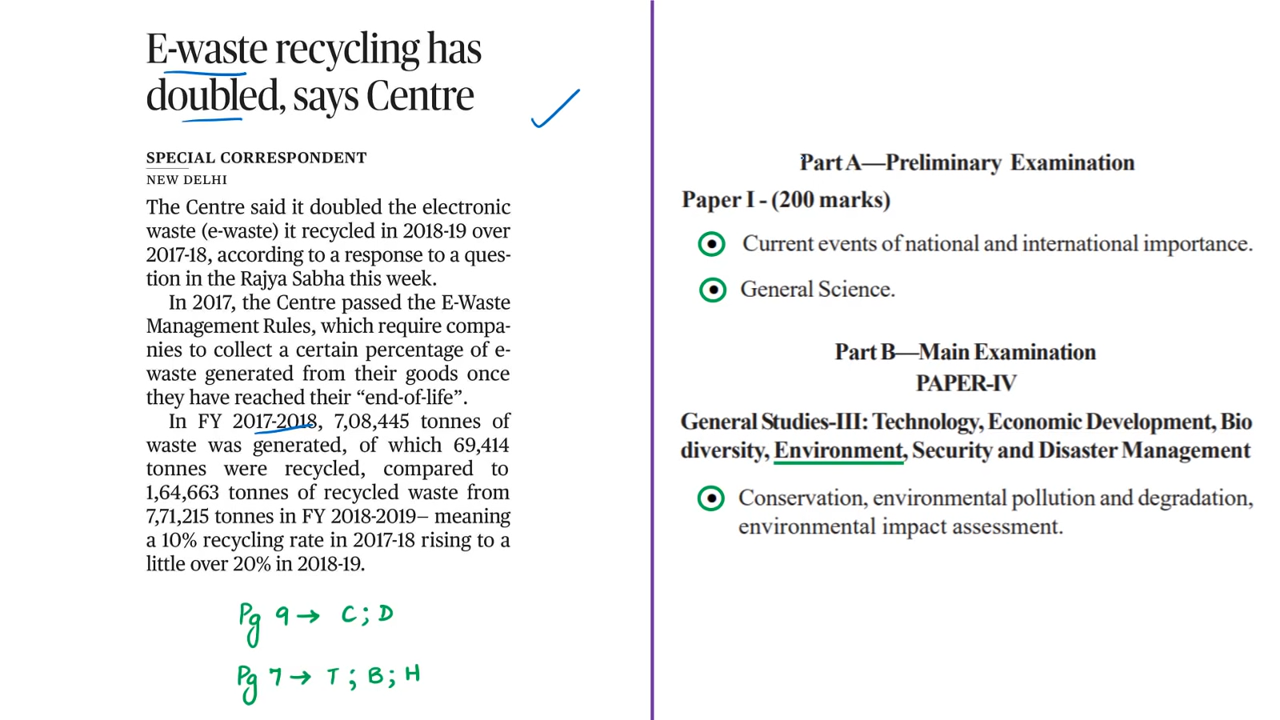 E-waste recycling has
doubled, says Centre
SPECIAL CORRESPONDENT
NEW DELHI
The Centre said it doubled the electronic
waste (e-waste) it recycled in 2018-19 over
2017-18, according to a response to a ques-
tion in the Rajya Sabha this week.
In 2017, the Centre passed the E-Waste
Management Rules, which require compa-
nies to collect a certain percentage of e-
waste generated from their goods once
they have reached their “end-of-life”.
In FY 2017-2018, 7,08,445 tonnes of
waste was generated, of which 69,414
tonnes were recycled, compared to
1,64,663 tonnes of recycled waste from
7,71,215 tonnes in FY 2018-2019— meaning
a 10% recycling rate in 2017-18 rising to a
little over 20% in 2018-19.
Pg 9 → C; D
Pg 7 → T; B; H
Part A—Preliminary Examination
Paper I - (200 marks)
Current events of national and international importance.
General Science.
Part B—Main Examination
PAPER-IV
General Studies-III: Technology, Economic Development, Bio
diversity, Environment, Security and Disaster Management
Conservation, environmental pollution and degradation,
environmental impact assessment.